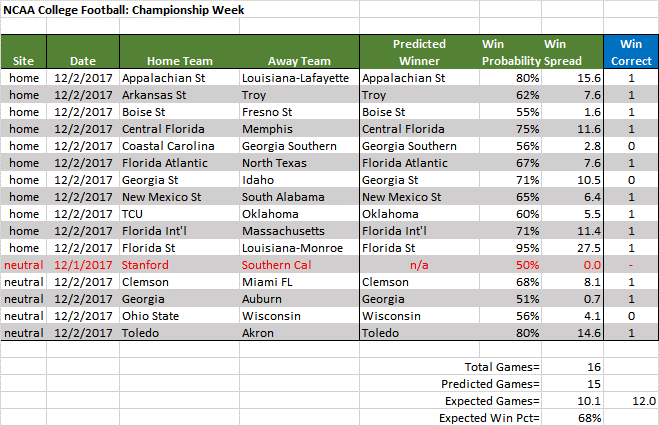 NCAA College Football: Championship Week
Predicted Win Win Win
Site Date Home Team Away Team Winner Probability Spread Correct
home 12/2/2017 Appalachian St Louisiana-Lafayette Appalachian St 80% 15.6 1
home 12/2/2017 Arkansas St Troy Troy 62% 7.6 1
home 12/2/2017 Boise St Fresno St Boise St 55% 1.6 1
home 12/2/2017 Central Florida Memphis Central Florida 75% 11.6 1
home 12/2/2017 Coastal Carolina Georgia Southern Georgia Southern 56% 2.8 0
home 12/2/2017 Florida Atlantic North Texas Florida Atlantic 67% 7.6 1
home 12/2/2017 Georgia St Idaho Georgia St 71% 10.5 0
home 12/2/2017 New Mexico St South Alabama New Mexico St 65% 6.4 1
home 12/2/2017 TCU Oklahoma Oklahoma 60% 5.5 1
home 12/2/2017 Florida Int'l Massachusetts Florida Int'l 71% 11.4 1
home 12/2/2017 Florida St Louisiana-Monroe Florida St 95% 27.5 1
neutral 12/1/2017 Stanford Southern Cal n/a 50% 0.0 -
neutral 12/2/2017 Clemson Miami FL Clemson 68% 8.1 1
neutral 12/2/2017 Georgia Auburn Georgia 51% 0.7 1
neutral 12/2/2017 Ohio State Wisconsin Wisconsin 56% 4.1 0
neutral 12/2/2017 Toledo Akron Toledo 80% 14.6 1
Total Games= 16
Predicted Games= 15
Expected Games= 10.1 12.0
Expected Win Pct= 68%